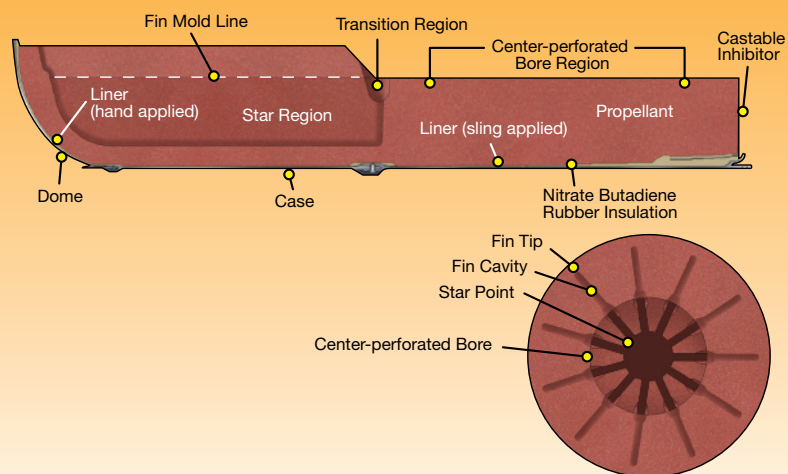 Fin Mold Line
Transition Region
Center-perforated
Bore Region
Castable
Inhibitor
Liner
(hand applied)
Star Region
Propellant
Liner (sling applied)
Dome
Case
Nitrate Butadiene
Rubber Insulation
Fin Tip
Fin Cavity
Star Point
Center-perforated Bore